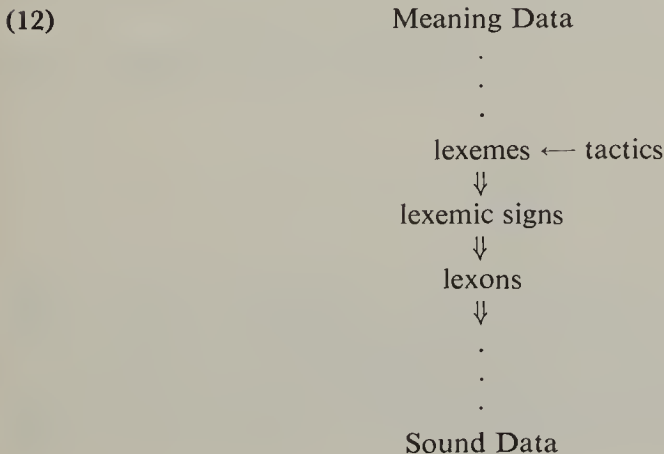 (12) Meaning Data
.
.
.
lexemes ← tactics
⇓
lexemic signs
⇓
lexons
⇓
.
.
.
Sound Data